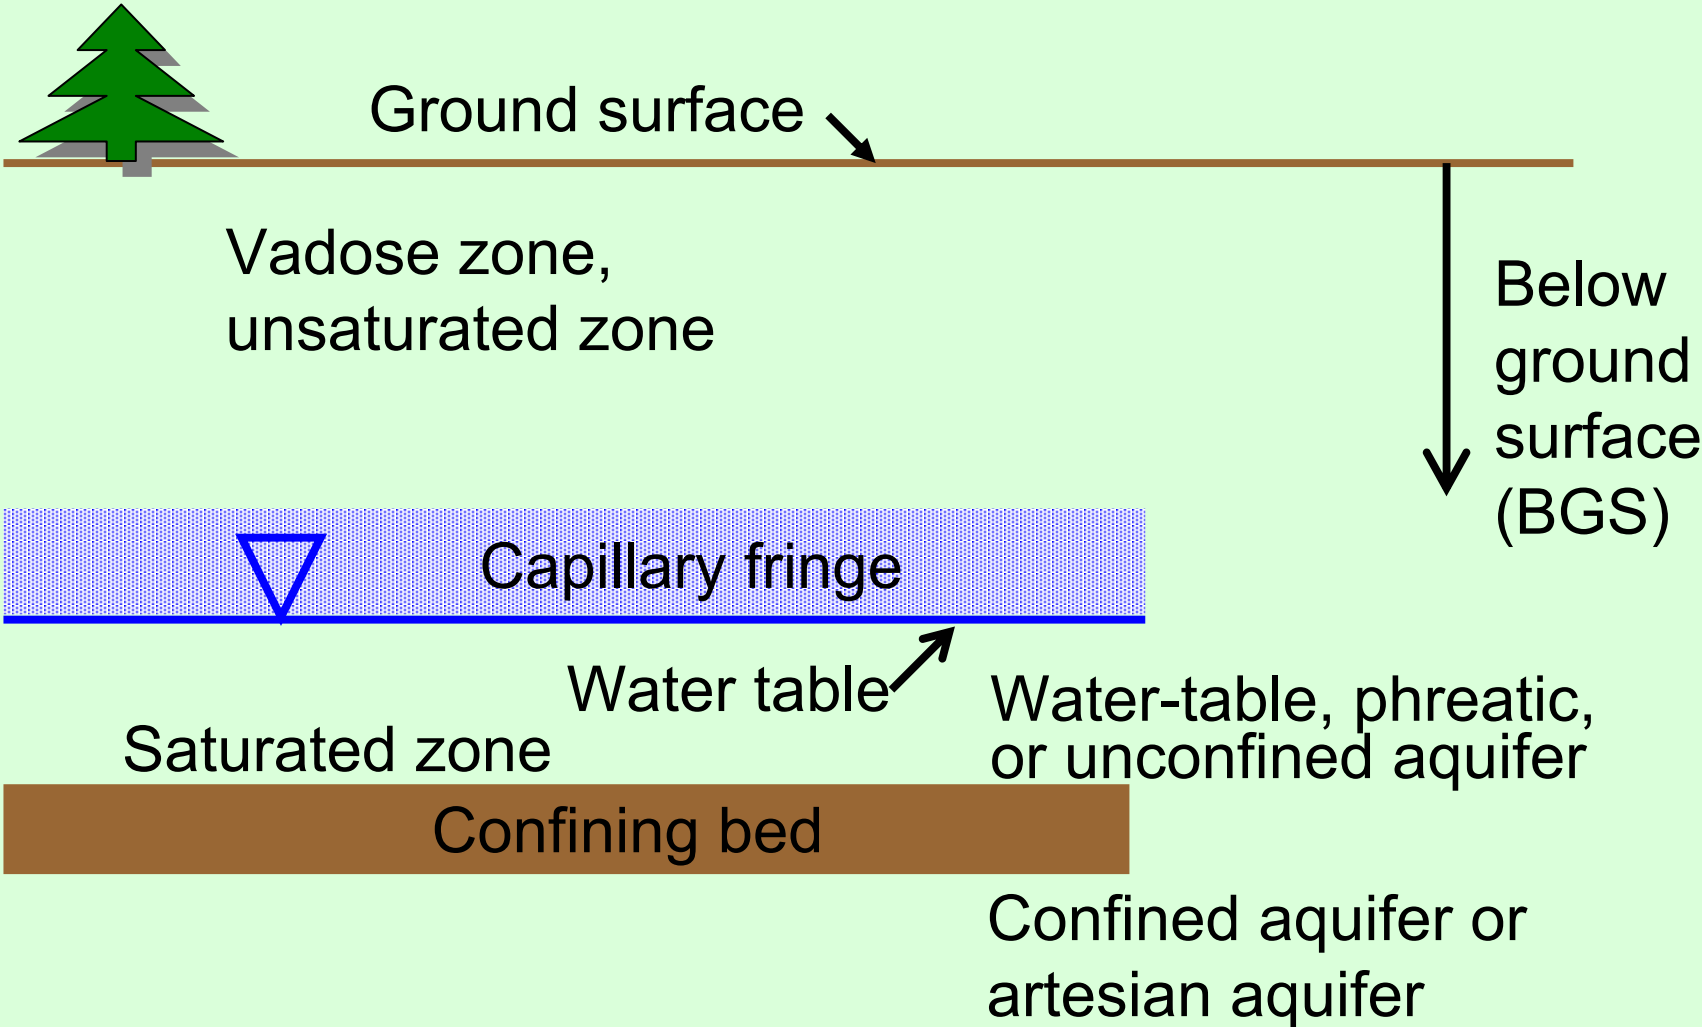 Ground surface
Vadose zone,
unsaturated zone
Below
ground
surface
(BGS)
Capillary fringe
Water table
Water-table, phreatic,
or unconfined aquifer
Saturated zone
Confining bed
Confined aquifer or
artesian aquifer